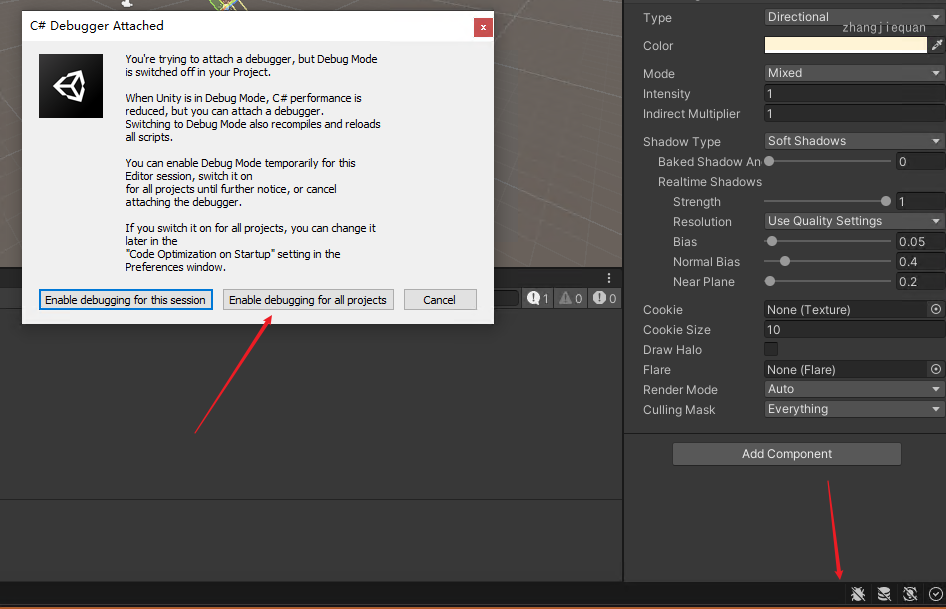 C# Debugger Attached
x
You're trying to attach a debugger, but Debug Mode
is switched off in your Project.
When Unity is in Debug Mode, C# performance is
reduced, but you can attach a debugger.
Switching to Debug Mode also recompiles and reloads
all scripts.
You can enable Debug Mode temporarily for this
Editor session, switch it on
for all projects until further notice, or cancel
attaching the debugger.
If you switch it on for all projects, you can change it
later in the
"Code Optimization on Startup" setting in the
Preferences window.
Enable debugging for this session
Enable debugging for all projects
Cancel
1
0
0
Type Directional
zhangjiequan
Color
Mode Mixed
Intensity 1
Indirect Multiplier 1
Shadow Type Soft Shadows
Baked Shadow An 0
Realtime Shadows
Strength 1
Resolution Use Quality Settings
Bias 0.05
Normal Bias 0.4
Near Plane 0.2
Cookie None (Texture)
Cookie Size 10
Draw Halo
Flare None (Flare)
Render Mode Auto
Culling Mask Everything
Add Component